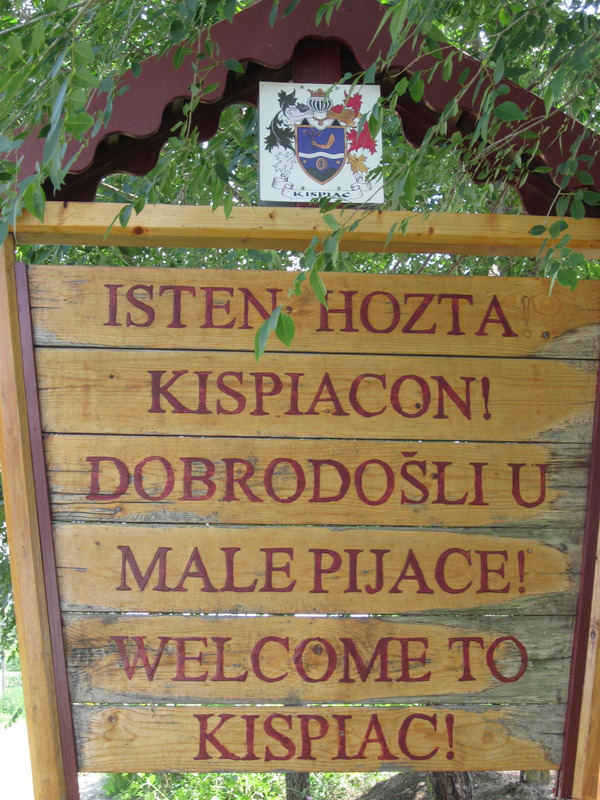 KISPIAC
ISTEN HOZTA!
KISPIACON!
DOBRODOŠLI U
MALE PIJACE!
WELCOME TO
KISPIAC!